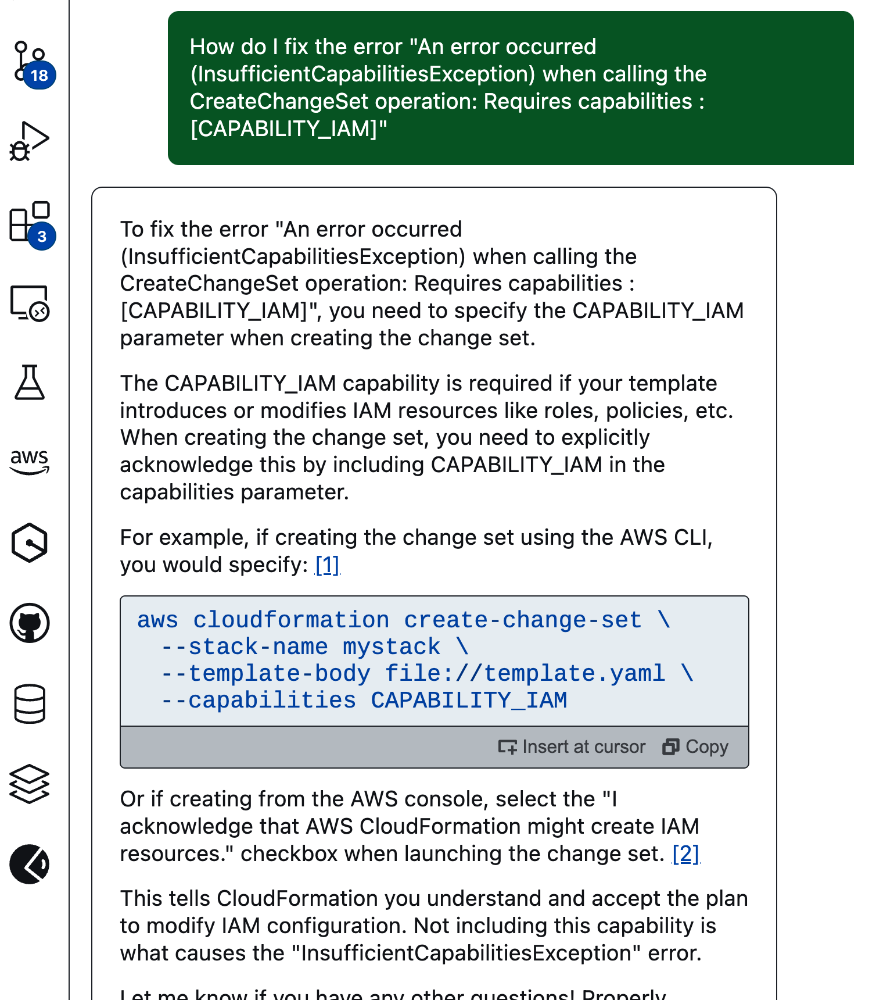 How do I fix the error "An error occurred
(InsufficientCapabilitiesException) when calling the
CreateChangeSet operation: Requires capabilities :
[CAPABILITY_IAM]"
18
3
aws
To fix the error "An error occurred
(InsufficientCapabilitiesException) when calling the
CreateChangeSet operation: Requires capabilities :
[CAPABILITY_IAM]", you need to specify the CAPABILITY_IAM
parameter when creating the change set.
The CAPABILITY_IAM capability is required if your template
introduces or modifies IAM resources like roles, policies, etc.
When creating the change set, you need to explicitly
acknowledge this by including CAPABILITY_IAM in the
capabilities parameter.
For example, if creating the change set using the AWS CLI,
you would specify: [1]
aws cloudformation create-change-set \
--stack-name mystack \
--template-body file://template.yaml \
--capabilities CAPABILITY_IAM
Insert at cursor Copy
Or if creating from the AWS console, select the "I
acknowledge that AWS CloudFormation might create IAM
resources." checkbox when launching the change set. [2]
This tells CloudFormation you understand and accept the plan
to modify IAM configuration. Not including this capability is
what causes the "InsufficientCapabilitiesException" error.
Let me know if you have any other questions! Properly